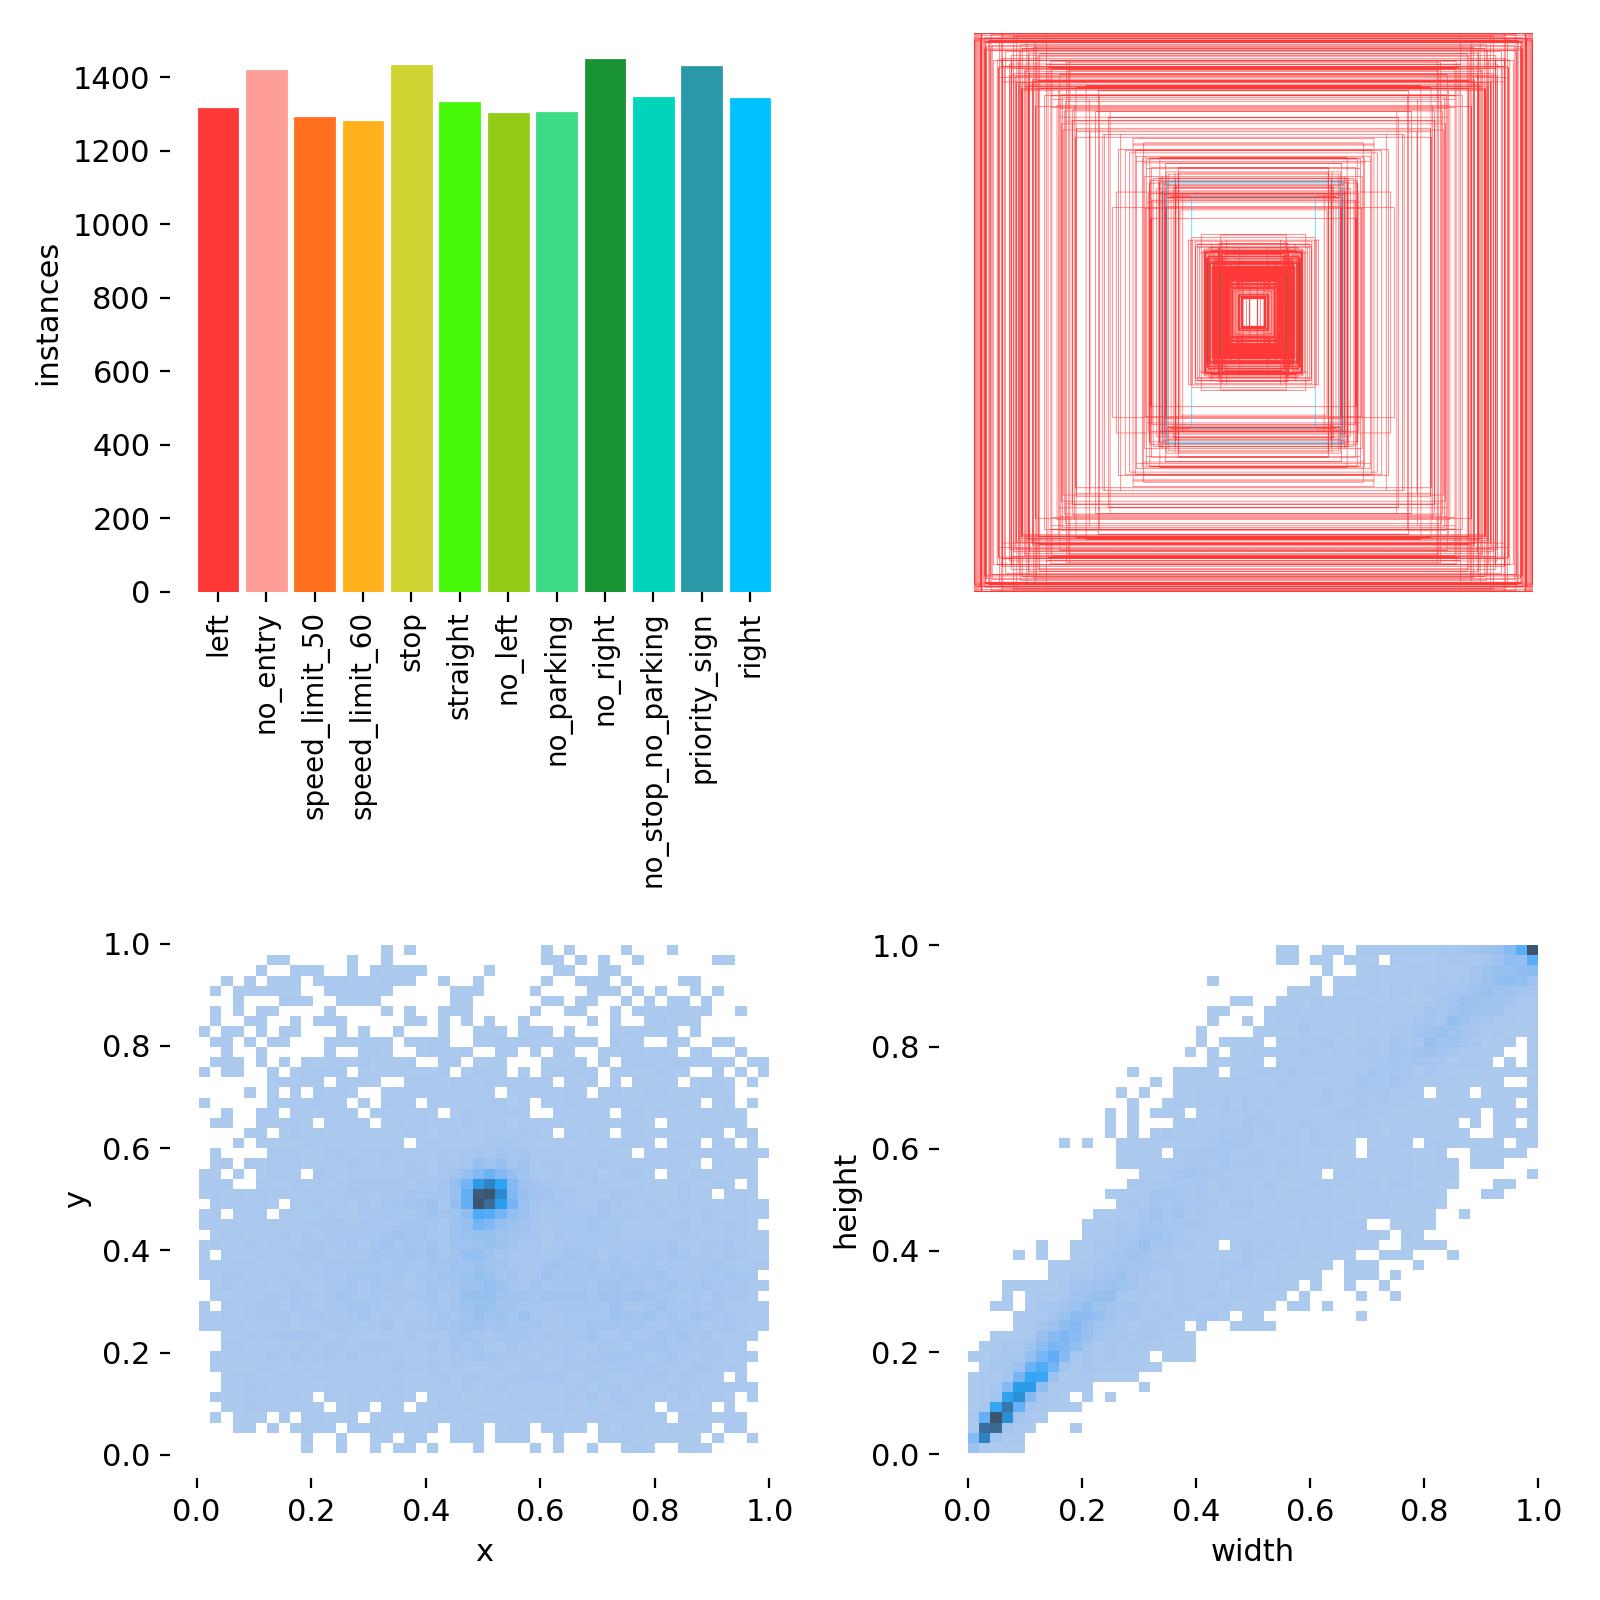 1400
1200
1000
800
600
400
200
0
instances
left
no_entry
speed_limit_50
speed_limit_60
stop
straight
no_left
no_parking
no_right
no_stop_no_parking
priority_sign
right
1.0
0.8
0.6
0.4
0.2
0.0
y
0.0 0.2 0.4 0.6 0.8 1.0
x
1.0
0.8
0.6
0.4
0.2
0.0
height
0.0 0.2 0.4 0.6 0.8 1.0
width